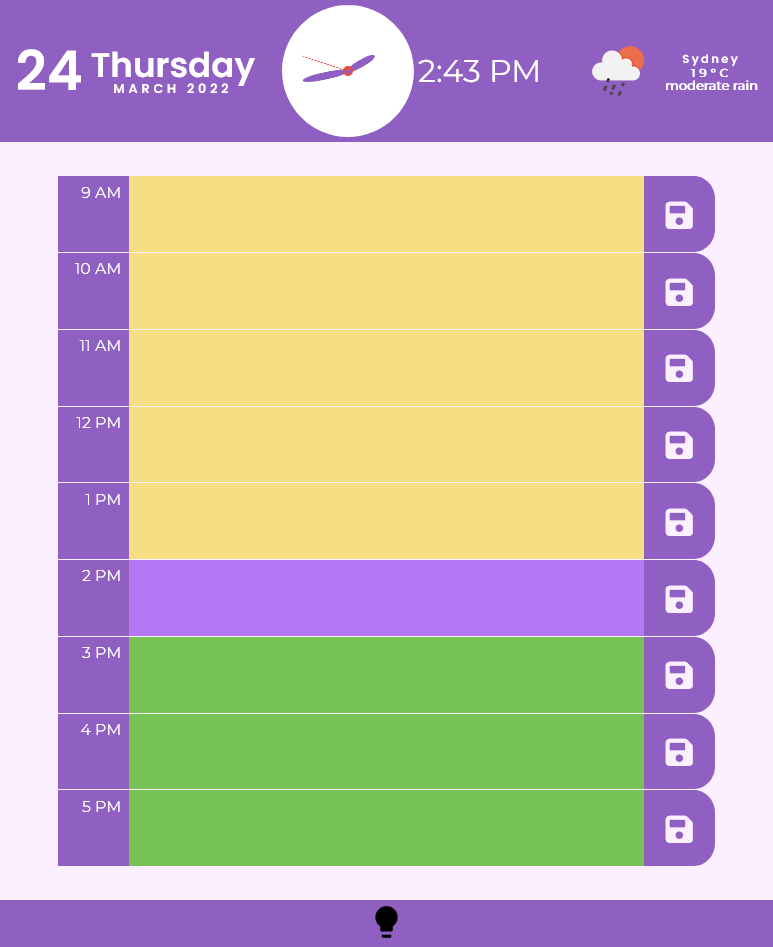 24 Thursday
MARCH 2022
2:43 PM
Sydney
19°C
moderate rain
9 AM
10 AM
11 AM
12 PM
1 PM
2 PM
3 PM
4 PM
5 PM